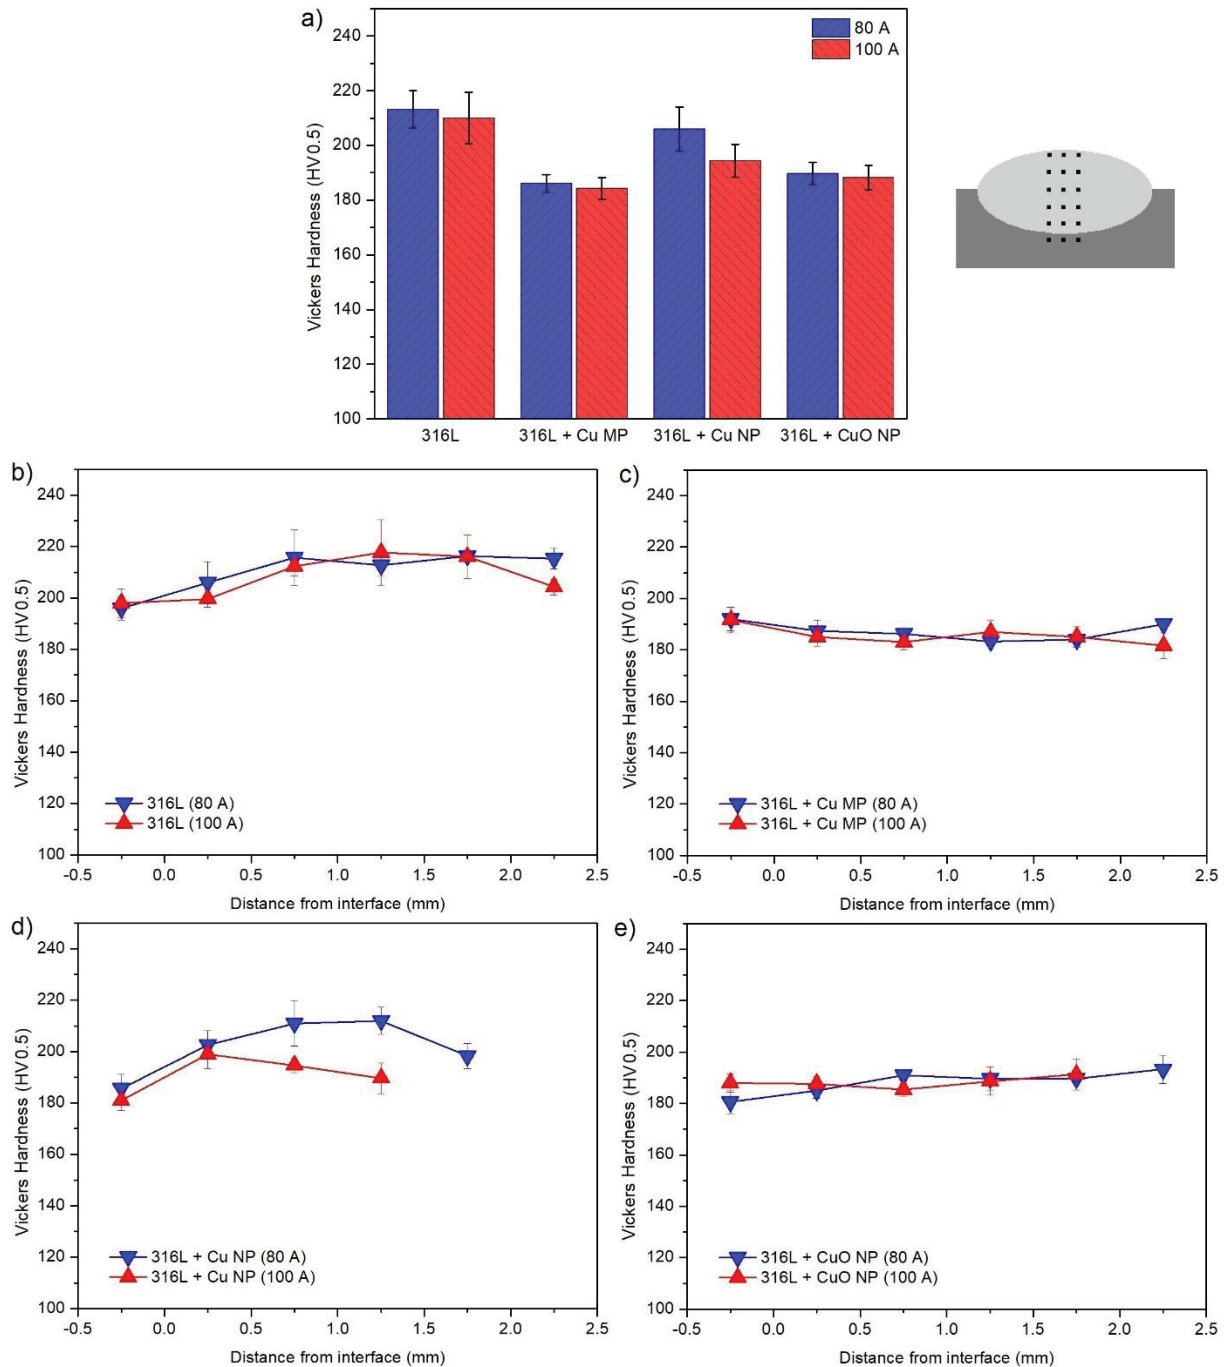 a)
240
220
200
180
160
140
120
100
Vickers Hardness (HV0.5)
80 A
100 A
316L
316L + Cu MP
316L + Cu NP
316L + CuO NP
b)
240
220
200
180
160
140
120
100
Vickers Hardness (HV0.5)
316L (80 A)
316L (100 A)
-0.5 0.0 0.5 1.0 1.5 2.0 2.5
Distance from interface (mm)
c)
240
220
200
180
160
140
120
100
Vickers Hardness (HV0.5)
316L + Cu MP (80 A)
316L + Cu MP (100 A)
-0.5 0.0 0.5 1.0 1.5 2.0 2.5
Distance from interface (mm)
d)
240
220
200
180
160
140
120
100
Vickers Hardness (HV0.5)
316L + Cu NP (80 A)
316L + Cu NP (100 A)
-0.5 0.0 0.5 1.0 1.5 2.0 2.5
Distance from interface (mm)
e)
240
220
200
180
160
140
120
100
Vickers Hardness (HV0.5)
316L + CuO NP (80 A)
316L + CuO NP (100 A)
-0.5 0.0 0.5 1.0 1.5 2.0 2.5
Distance from interface (mm)